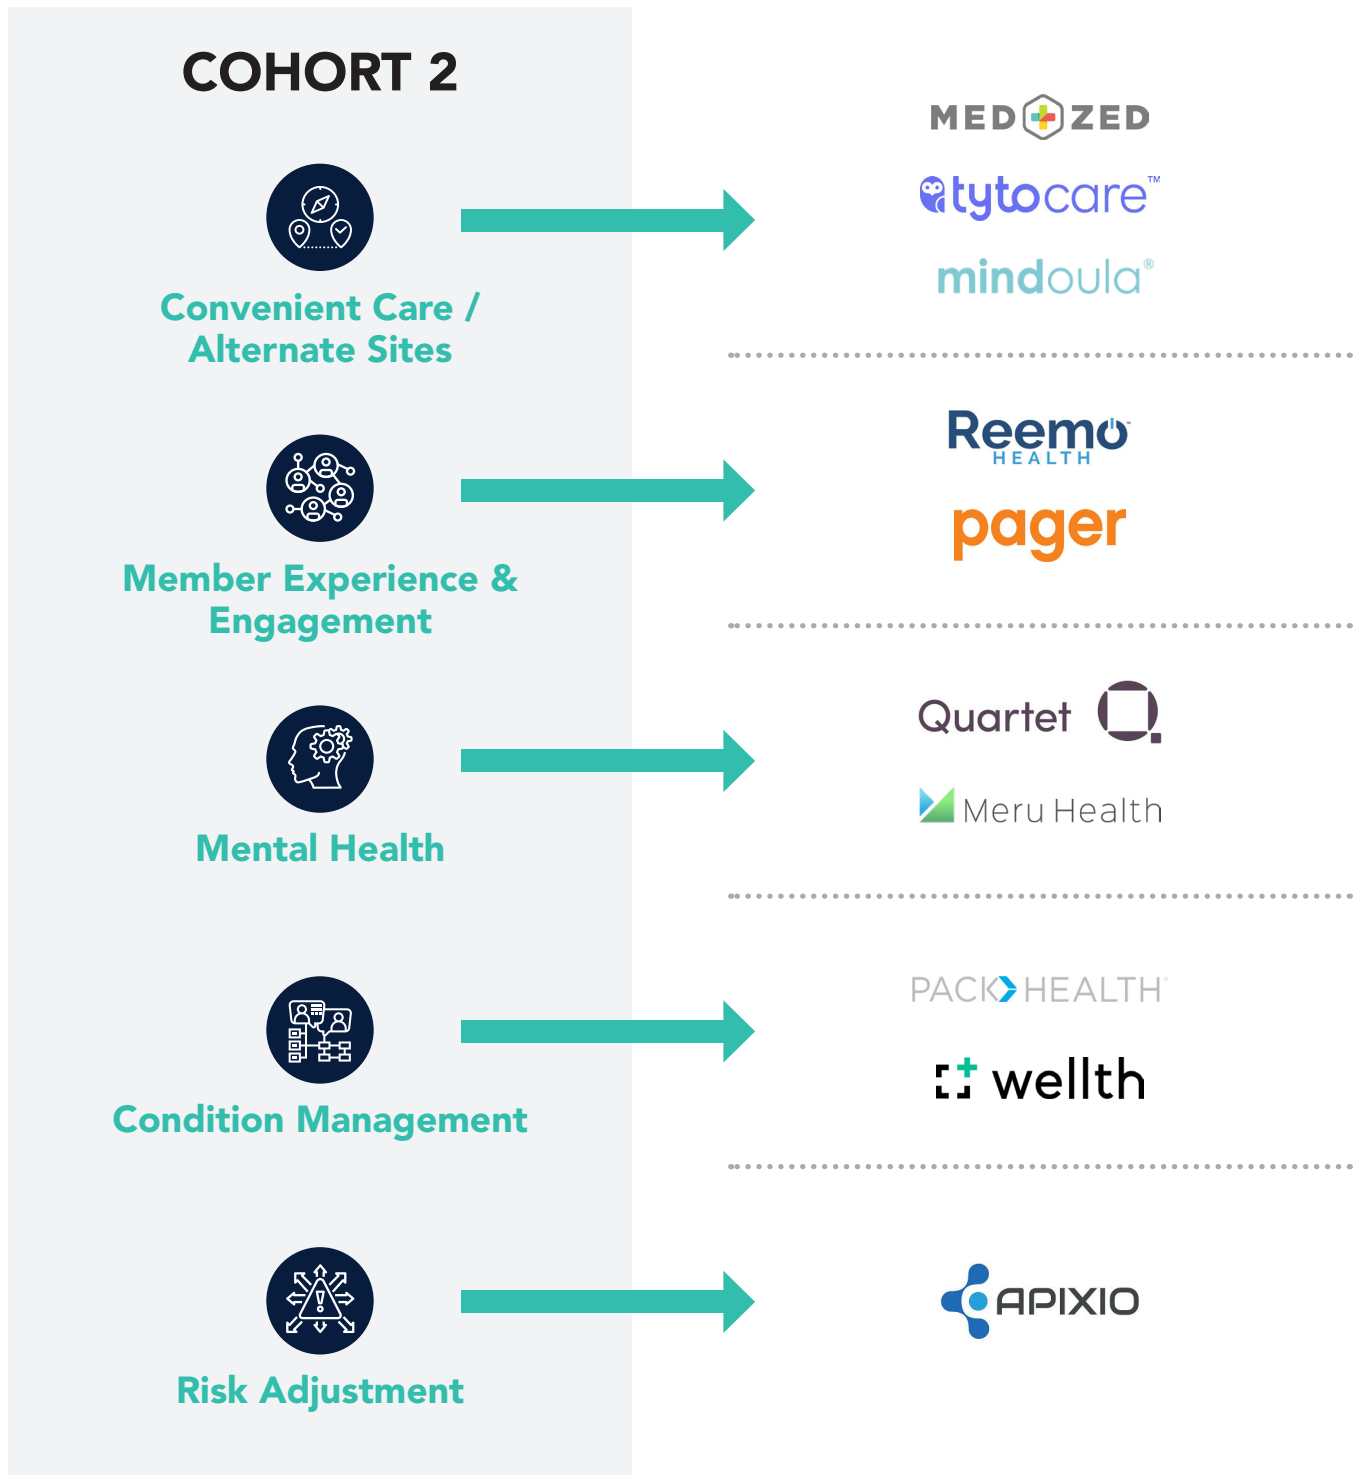 COHORT 2
Convenient Care /
Alternate Sites
MED ZED
tytocare™
mindoula®
Member Experience &
Engagement
Reemo™
HEALTH
pager
Mental Health
Quartet
Meru Health
Condition Management
PACK HEALTH®
wellth
Risk Adjustment
APIXIO